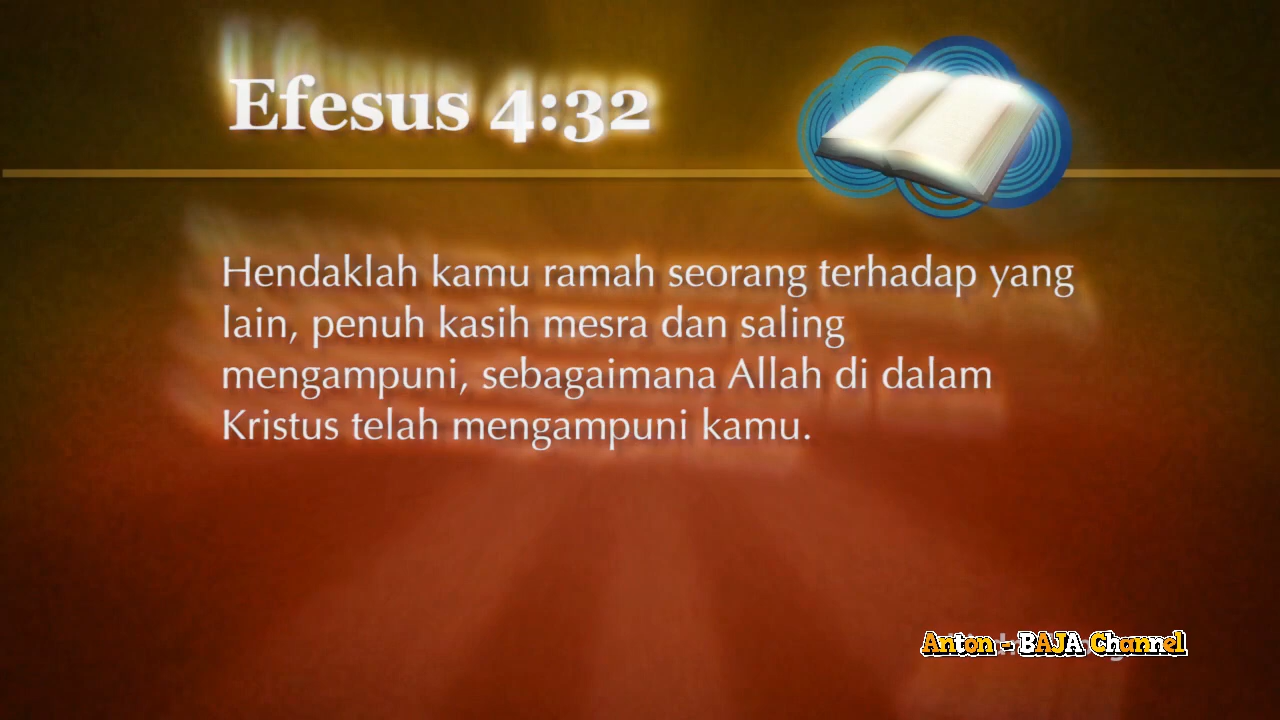 Efesus 4:32
Hendaklah kamu ramah seorang terhadap yang
lain, penuh kasih mesra dan saling
mengampuni, sebagaimana Allah di dalam
Kristus telah mengampuni kamu.
Anton - BAJA Channel